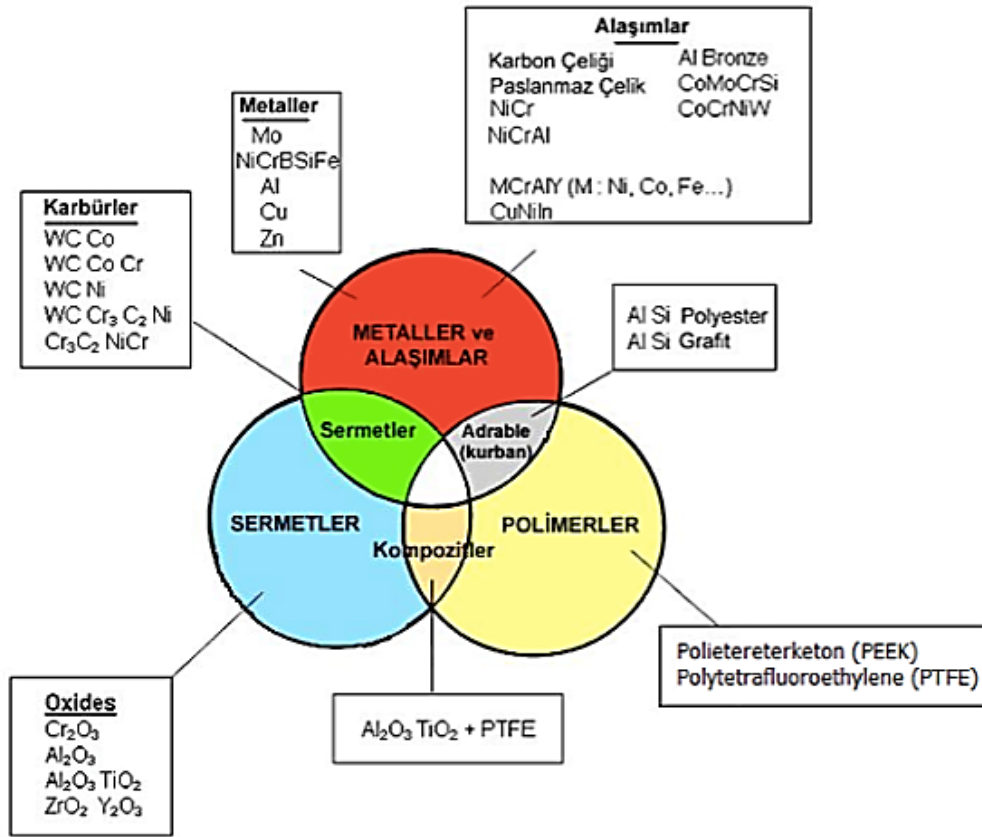 Alaşımlar
Karbon Çeliği Al Bronze
Paslanmaz Çelik CoMoCrSi
NiCr CoCrNiW
NiCrAl
MCrAlY (M : Ni, Co, Fe...)
CuNiIn
Metaller
Mo
NiCrBSiFe
Al
Cu
Zn
Karbürler
WC Co
WC Co Cr
WC Ni
WC Cr₃ C₂ Ni
Cr₃C₂ NiCr
METALLER ve
ALAŞIMLAR
Al Si Polyester
Al Si Grafit
Sermetler
Adrable
(kurban)
SERMETLER
POLİMERLER
Kompozitler
Polietereterketon (PEEK)
Polytetrafluoroethylene (PTFE)
Oxides
Cr₂O₃
Al₂O₃
Al₂O₃ TiO₂
ZrO₂ Y₂O₃
Al₂O₃ TiO₂ + PTFE